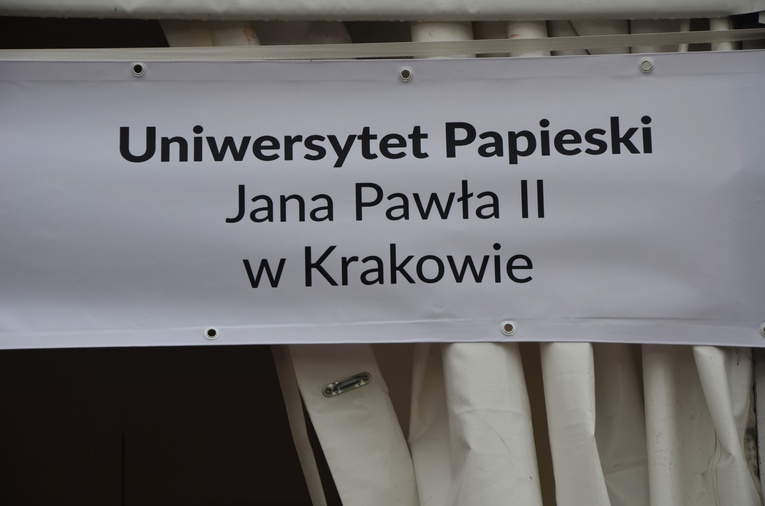 Uniwersytet Papieski
Jana Pawła II
w Krakowie